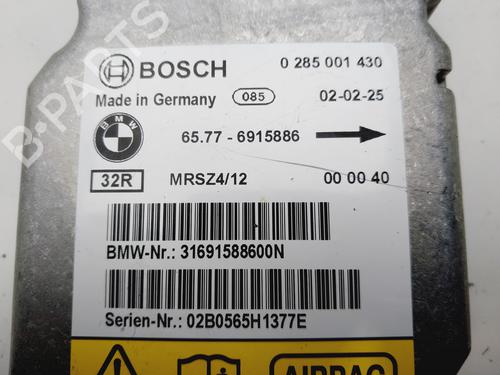 B-PARTS
BOSCH 0 285 001 430
Made in Germany 085 02-02-25
BMW
65.77 - 6915886
32R MRSZ4/12 00 00 40
BMW-Nr.: 31691588600N
Serien-Nr.: 02B0565H1377E
AIRBAG